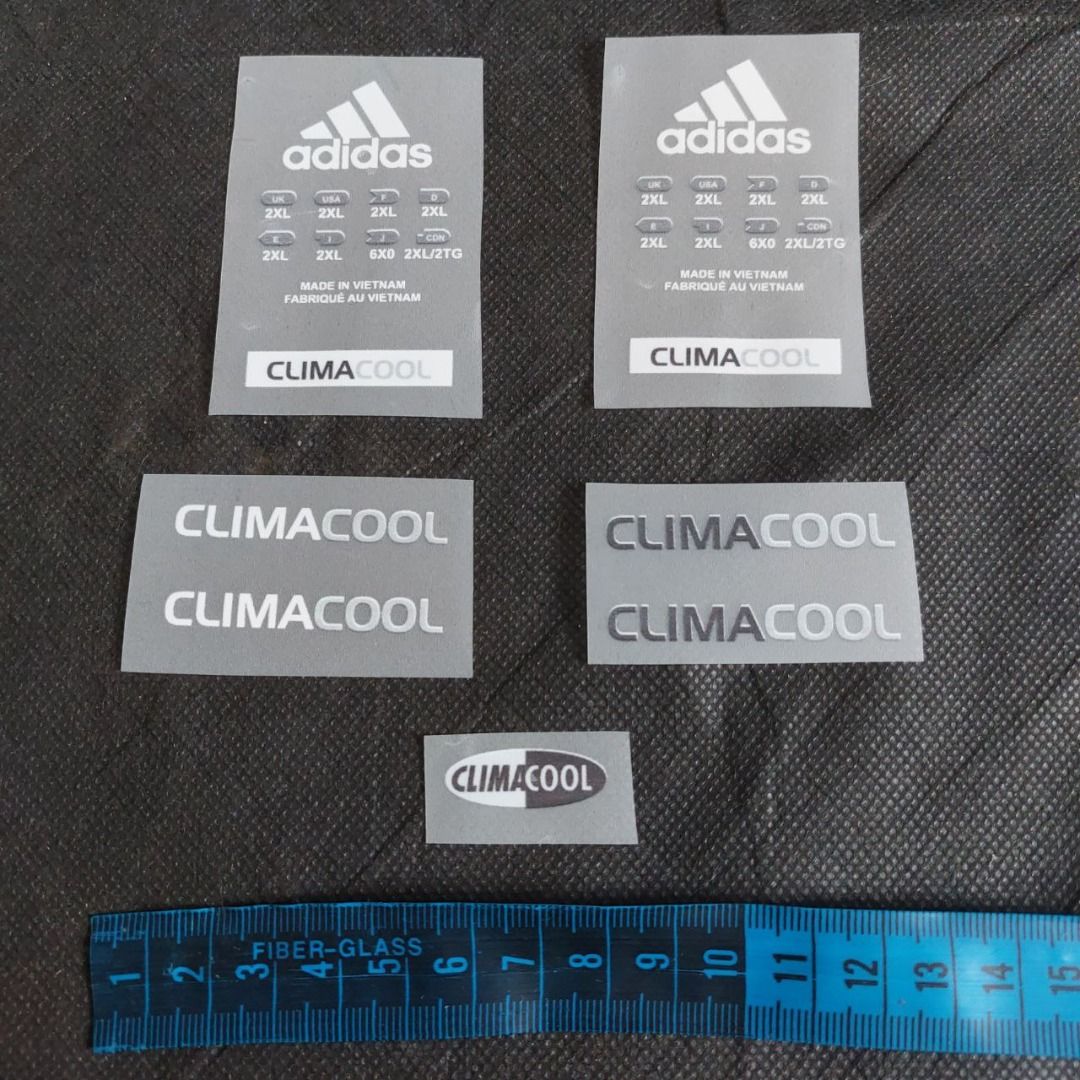 adidas
UK USA F D
2XL 2XL 2XL 2XL
E I J CDN
2XL 2XL 6X0 2XL/2TG
MADE IN VIETNAM
FABRIQUÉ AU VIETNAM
CLIMACOOL
adidas
UK USA F D
2XL 2XL 2XL 2XL
E I J CDN
2XL 2XL 6X0 2XL/2TG
MADE IN VIETNAM
FABRIQUÉ AU VIETNAM
CLIMACOOL
CLIMACOOL
CLIMACOOL
CLIMACOOL
CLIMACOOL
CLIMACOOL
FIBER-GLASS
1 2 3 4 5 6 7 8 9 10 11 12 13 14 15